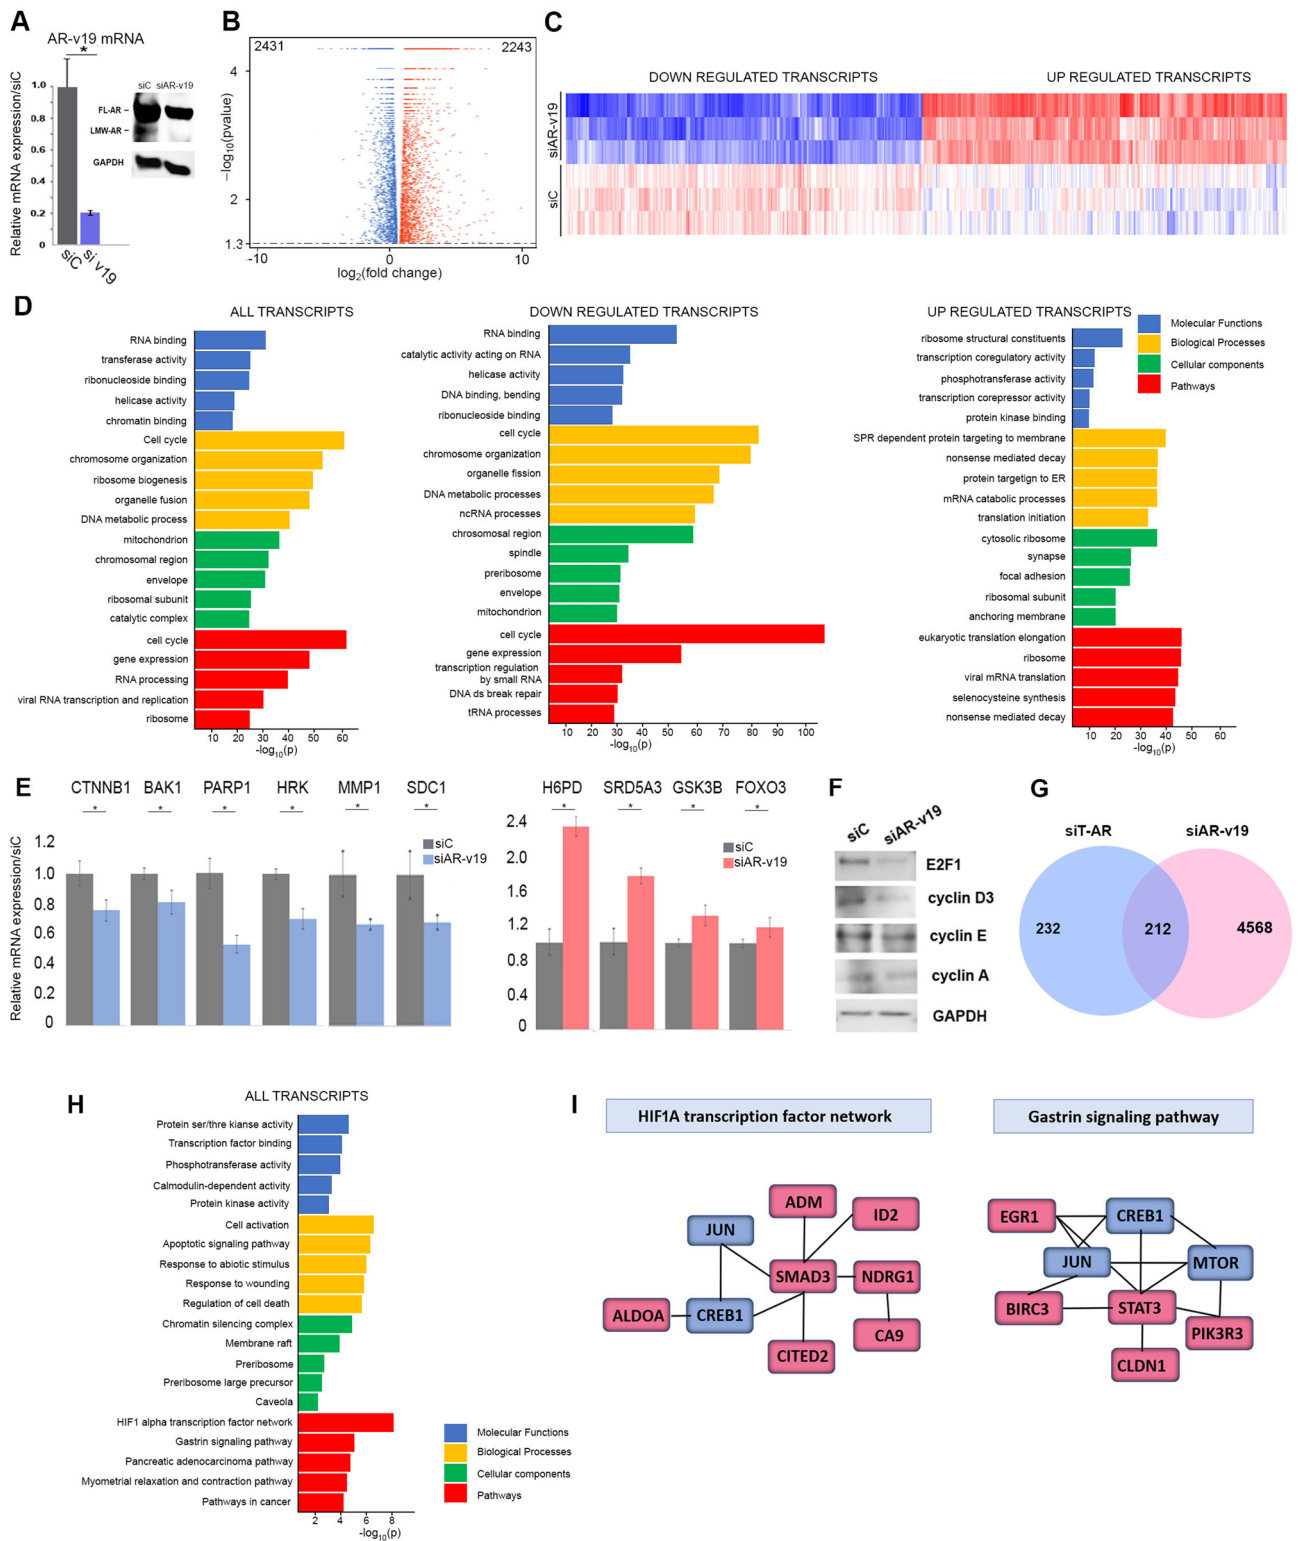 A
AR-v19 mRNA
*
Relative mRNA expression/siC
1.0
0.8
0.6
0.4
0.2
0
siC
si v19
siC siAR-v19
FL-AR
LMW-AR
GAPDH
B
2431
2243
4
2
1.3
-log10(pvalue)
-10
0
10
log2(fold change)
C
DOWN REGULATED TRANSCRIPTS
UP REGULATED TRANSCRIPTS
siAR-v19
siC
D
ALL TRANSCRIPTS
RNA binding
transferase activity
ribonucleoside binding
helicase activity
chromatin binding
Cell cycle
chromosome organization
ribosome biogenesis
organelle fusion
DNA metabolic process
mitochondrion
chromosomal region
envelope
ribosomal subunit
catalytic complex
cell cycle
gene expression
RNA processing
viral RNA transcription and replication
ribosome
10 20 30 40 50 60
-log10(p)
DOWN REGULATED TRANSCRIPTS
RNA binding
catalytic activity acting on RNA
helicase activity
DNA binding, bending
ribonucleoside binding
cell cycle
chromosome organization
organelle fission
DNA metabolic processes
ncRNA processes
chrosomosal region
spindle
preribosome
envelope
mitochondrion
cell cycle
gene expression
transcription regulation
by small RNA
DNA ds break repair
tRNA processes
10 20 30 40 50 60 70 80 90 100
-log10(p)
UP REGULATED TRANSCRIPTS
ribosome structural constituents
transcription coregulatory activity
phosphotransferase activity
transcription corepressor activity
protein kinase binding
SPR dependent protein targeting to membrane
nonsense mediated decay
protein targetign to ER
mRNA catabolic processes
translation initiation
cytosolic ribosome
synapse
focal adhesion
ribosomal subunit
anchoring membrane
eukaryotic translation elongation
ribosome
viral mRNA translation
selenocysteine synthesis
nonsense mediated decay
10 20 30 40 50 60
-log10(p)
Molecular Functions
Biological Processes
Cellular components
Pathways
E
CTNNB1 BAK1 PARP1 HRK MMP1 SDC1
* * * * * *
Relative mRNA expression/siC
1.2
1.0
0.8
0.6
0.4
0.2
0
siC
siAR-v19
H6PD SRD5A3 GSK3B FOXO3
* * * *
2.4
2.0
1.6
1.2
0.8
0.4
0
siC
siAR-v19
F
siC siAR-v19
E2F1
cyclin D3
cyclin E
cyclin A
GAPDH
G
siT-AR
siAR-v19
232
212
4568
H
ALL TRANSCRIPTS
Protein ser/thre kianse activity
Transcription factor binding
Phosphotransferase activity
Calmodulin-dependent activity
Protein kinase activity
Cell activation
Apoptotic signaling pathway
Response to abiotic stimulus
Response to wounding
Regulation of cell death
Chromatin silencing complex
Membrane raft
Preribosome
Preribosome large precursor
Caveola
HIF1 alpha transcription factor network
Gastrin signaling pathway
Pancreatic adenocarcinoma pathway
Myometrial relaxation and contraction pathway
Pathways in cancer
2 4 6 8
-log10(p)
Molecular Functions
Biological Processes
Cellular components
Pathways
I
HIF1A transcription factor network
ADM
ID2
JUN
SMAD3
NDRG1
ALDOA
CREB1
CA9
CITED2
Gastrin signaling pathway
EGR1
CREB1
JUN
MTOR
BIRC3
STAT3
PIK3R3
CLDN1